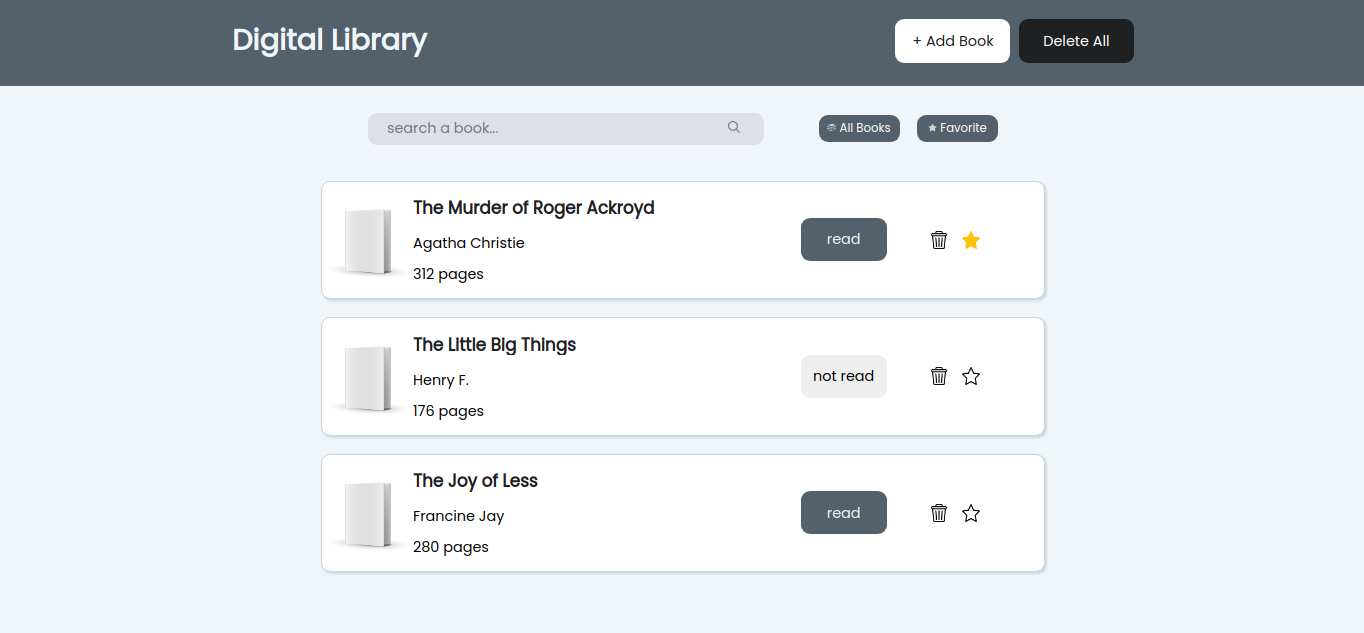 Digital Library
+ Add Book
Delete All
search a book...
All Books
Favorite
The Murder of Roger Ackroyd
Agatha Christie
312 pages
read
The Little Big Things
Henry F.
176 pages
not read
The Joy of Less
Francine Jay
280 pages
read